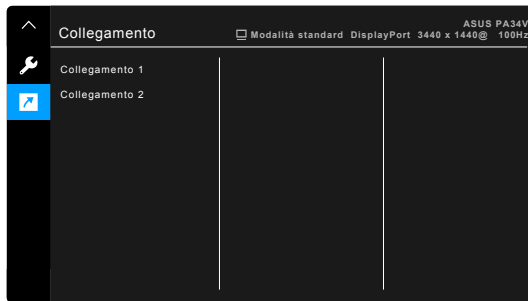 ASUS PA34V
Collegamento
Modalità standard DisplayPort 3440 x 1440@ 100Hz
Collegamento 1
Collegamento 2